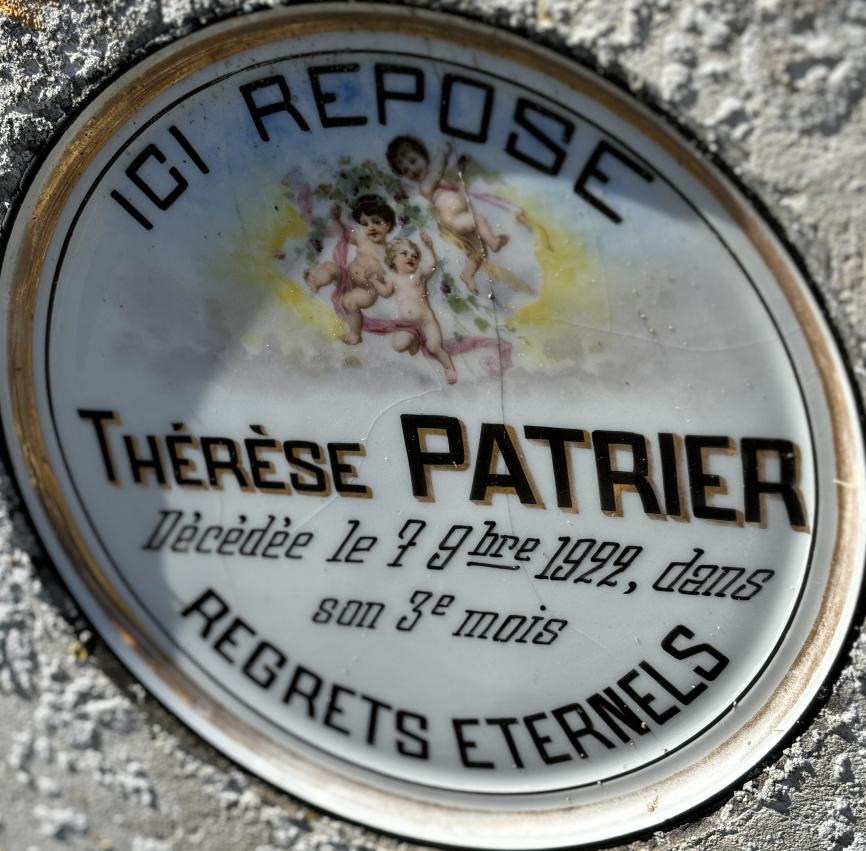 ICI REPOSE
THÉRÈSE PATRIER
Décédée le 7 9bre 1922, dans
son 3e mois
REGRETS ETERNELS